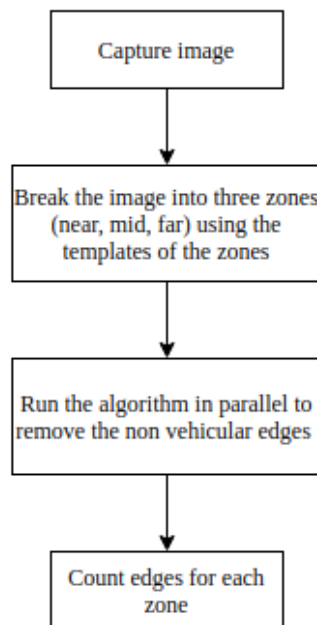 Capture image
Break the image into three zones
(near, mid, far) using the
templates of the zones
Run the algorithm in parallel to
remove the non vehicular edges
Count edges for each
zone